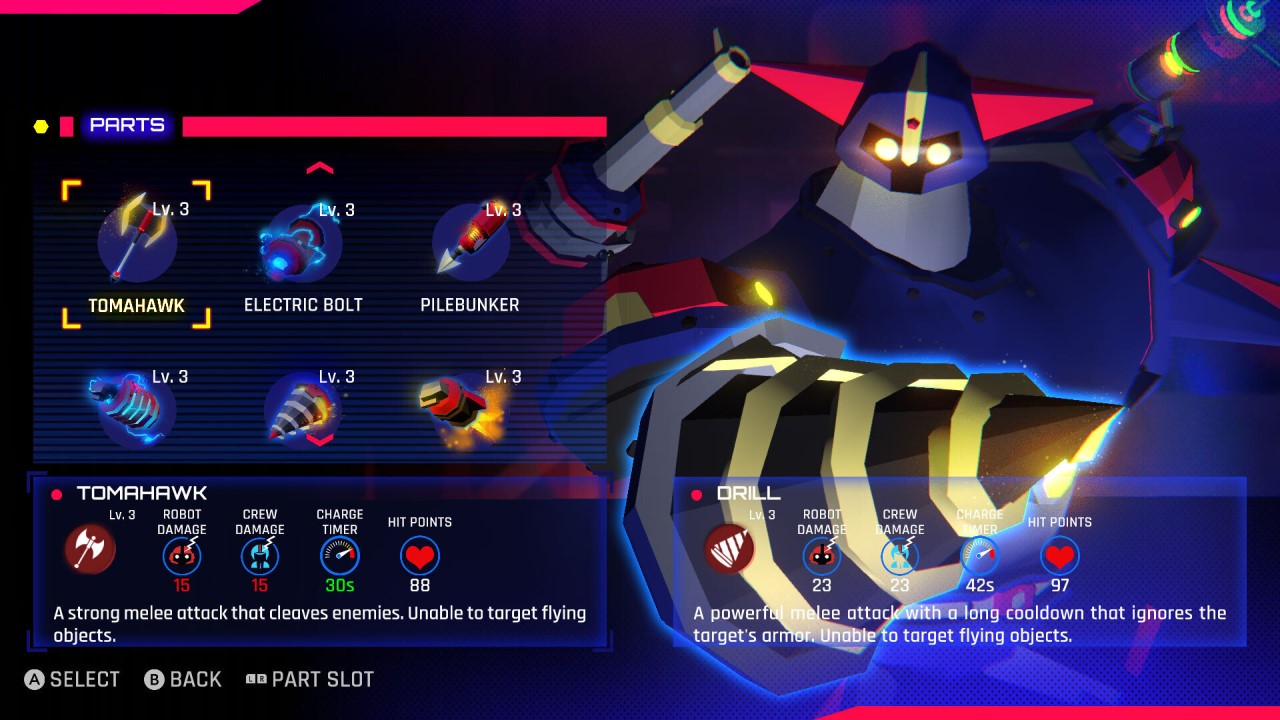 PARTS
Lv. 3 Lv. 3 Lv. 3
TOMAHAWK ELECTRIC BOLT PILEBUNKER
Lv. 3 Lv. 3 Lv. 3
TOMAHAWK
Lv. 3
ROBOT DAMAGE
15
CREW DAMAGE
15
CHARGE TIMER
30s
HIT POINTS
88
A strong melee attack that cleaves enemies. Unable to target flying
objects.
DRILL
Lv. 3
ROBOT DAMAGE
23
CREW DAMAGE
23
CHARGE TIMER
42s
HIT POINTS
97
A powerful melee attack with a long cooldown that ignores the
target's armor. Unable to target flying objects.
A SELECT B BACK L R PART SLOT